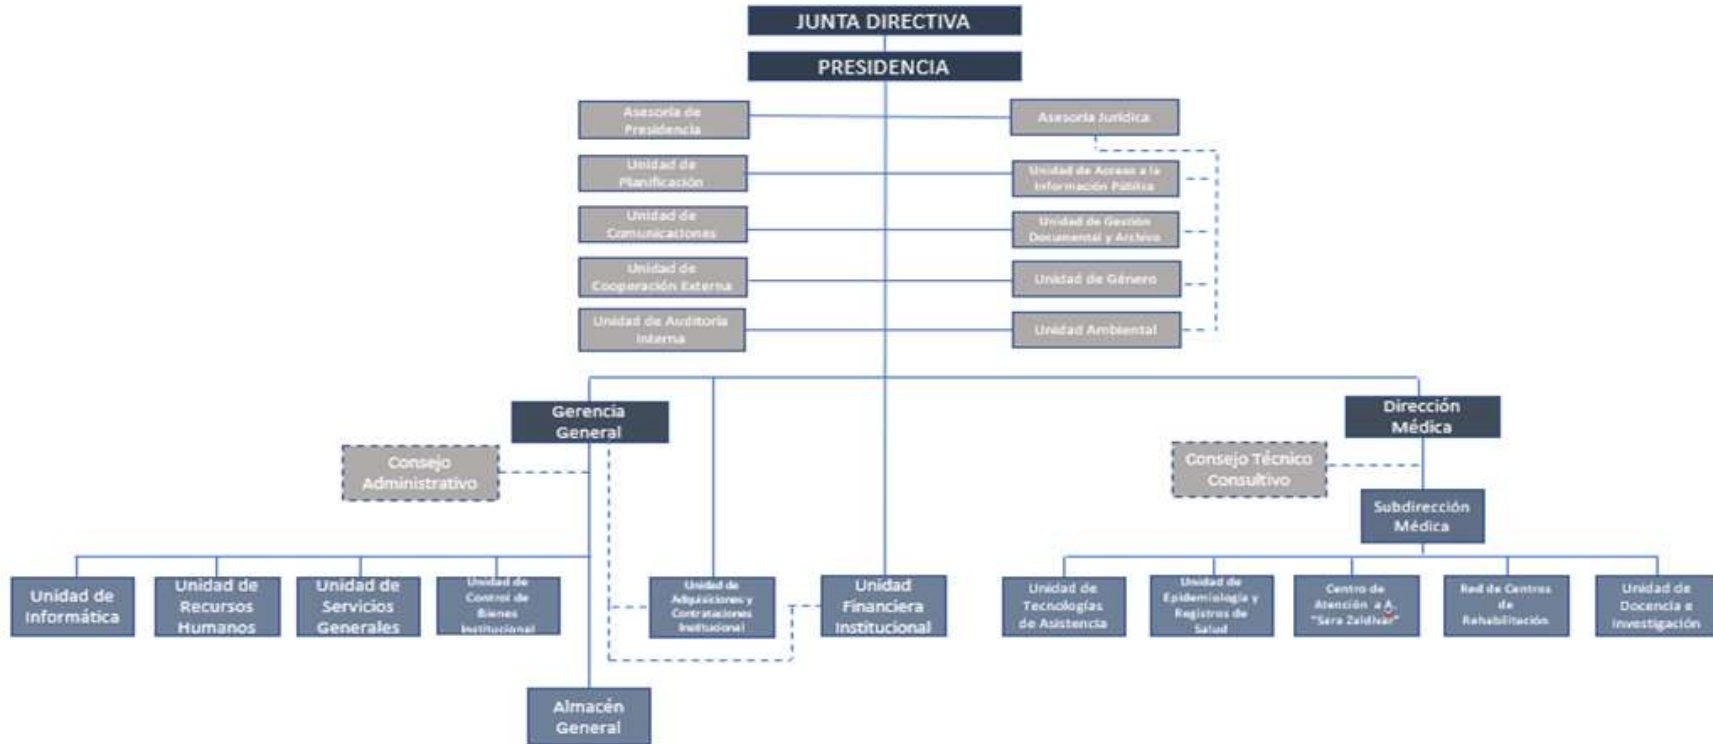 JUNTA DIRECTIVA
PRESIDENCIA
Asesoría de
Presidencia
Asesoría Jurídica
Unidad de
Planificación
Unidad de Acceso a la
Información Pública
Unidad de
Comunicaciones
Unidad de Gestión
Documental y Archivo
Unidad de
Cooperación Externa
Unidad de Género
Unidad de Auditoría
Interna
Unidad Ambiental
Gerencia
General
Dirección
Médica
Consejo
Administrativo
Consejo Técnico
Consultivo
Subdirección
Médica
Unidad de
Informática
Unidad de
Recursos
Humanos
Unidad de
Servicios
Generales
Unidad de
Control de
Bienes
Institucional
Unidad de
Adquisiciones y
Contrataciones
Institucional
Unidad
Financiera
Institucional
Unidad de
Tecnologías
de Asistencia
Unidad de
Epidemiología y
Registros de
Salud
Centro de
Atención a A.
"Sara Zaldívar"
Red de Centros
de
Rehabilitación
Unidad de
Docencia e
Investigación
Almacén
General